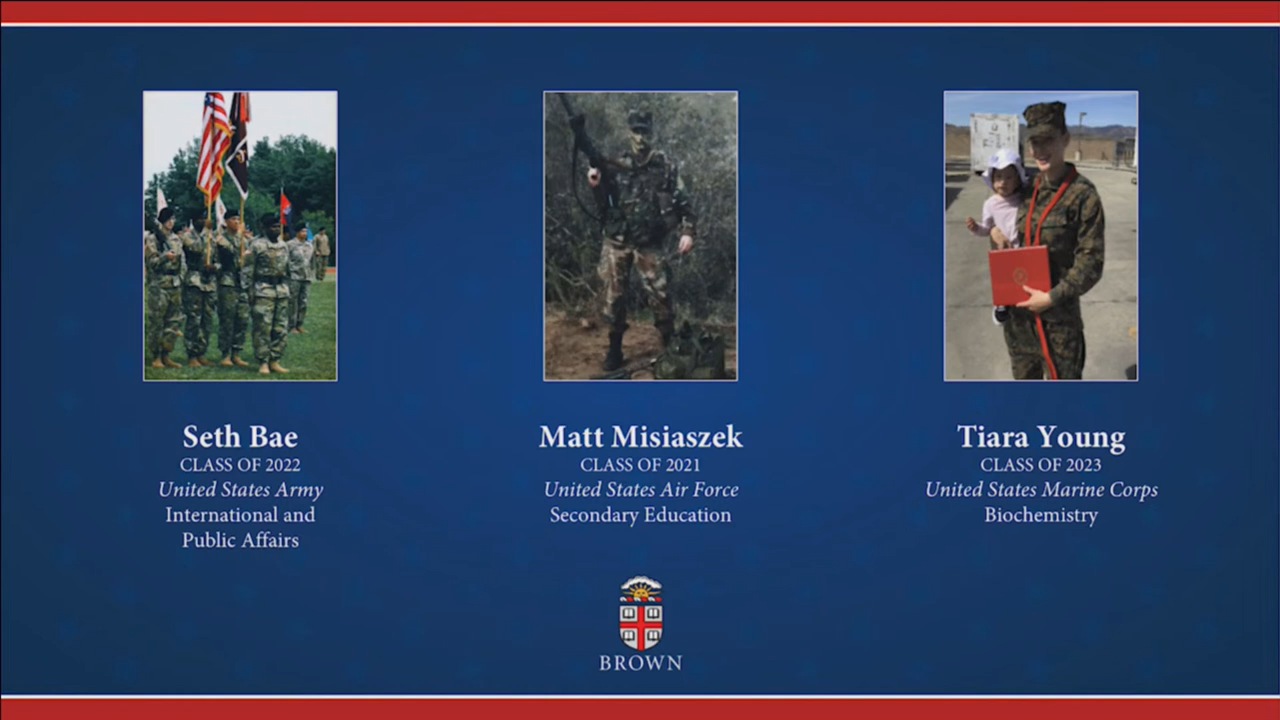 Seth Bae
CLASS OF 2022
United States Army
International and
Public Affairs
Matt Misiaszek
CLASS OF 2021
United States Air Force
Secondary Education
Tiara Young
CLASS OF 2023
United States Marine Corps
Biochemistry
BROWN